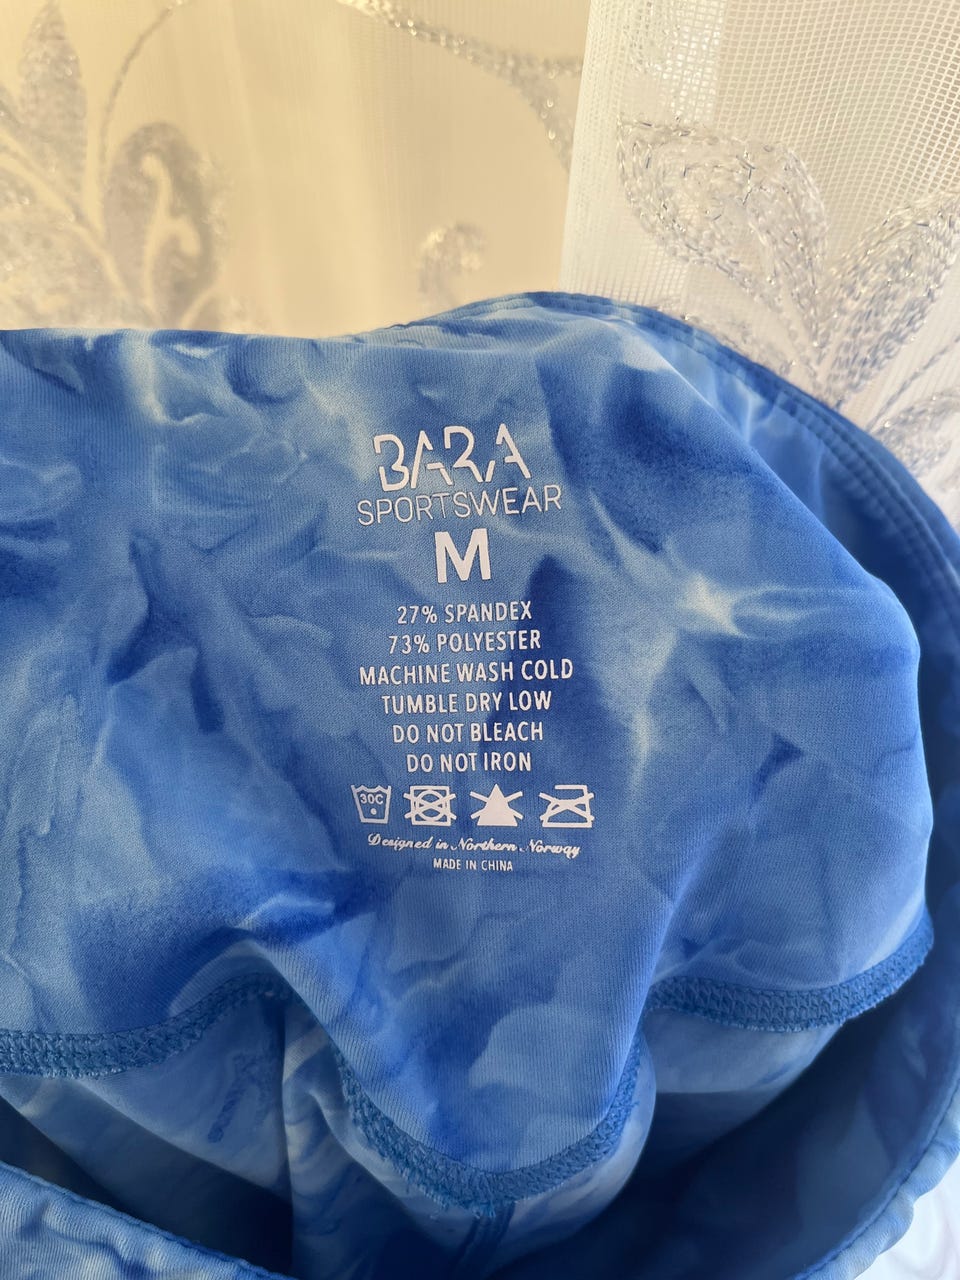 BARA
SPORTSWEAR
M
27% SPANDEX
73% POLYESTER
MACHINE WASH COLD
TUMBLE DRY LOW
DO NOT BLEACH
DO NOT IRON
30C
Designed in Northern Norway
MADE IN CHINA